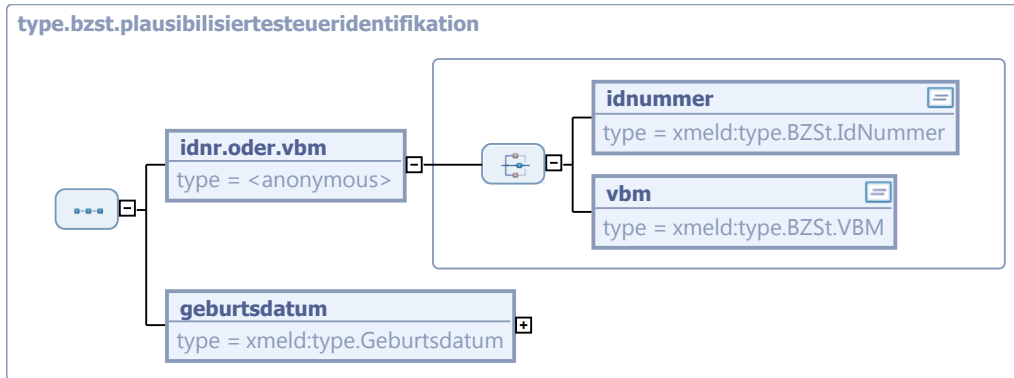 type.bzst.plausibilisiertesteueridentifikation
idnr.oder.vbm
type = <anonymous>
idnummer
type = xmeld:type.BZSt.IdNummer
vbm
type = xmeld:type.BZSt.VBM
geburtsdatum
type = xmeld:type.Geburtsdatum